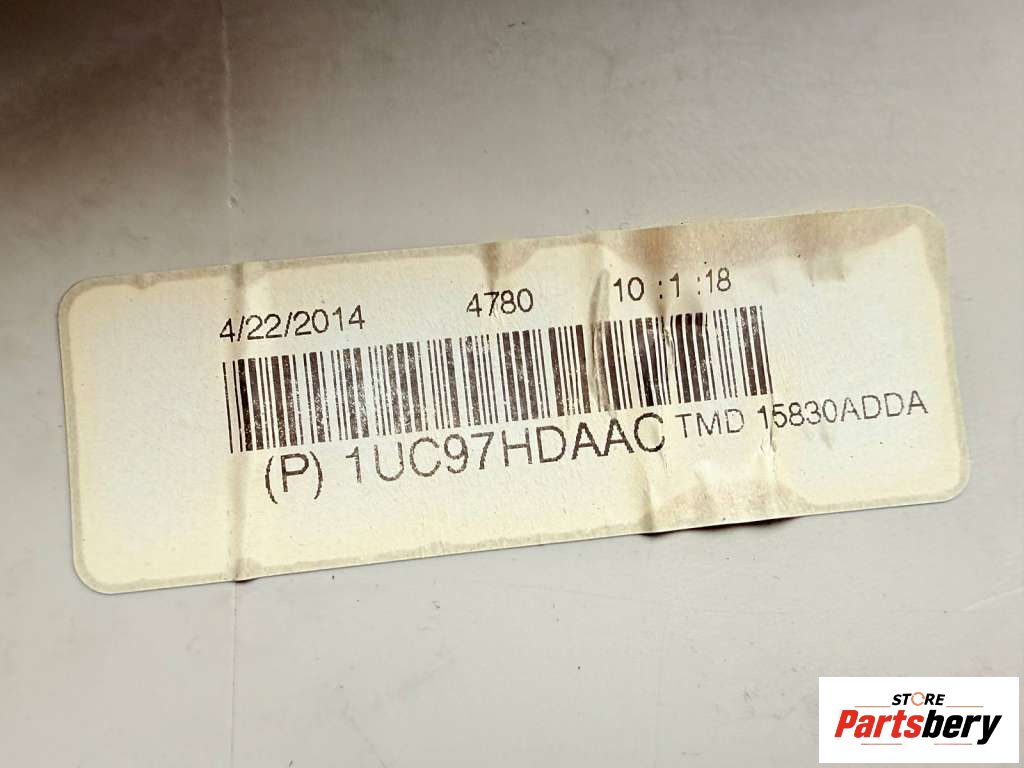 4/22/2014 4780 10 :1 :18
(P) 1UC97HDAAC TMD 15830ADDA
STORE
Partsbery